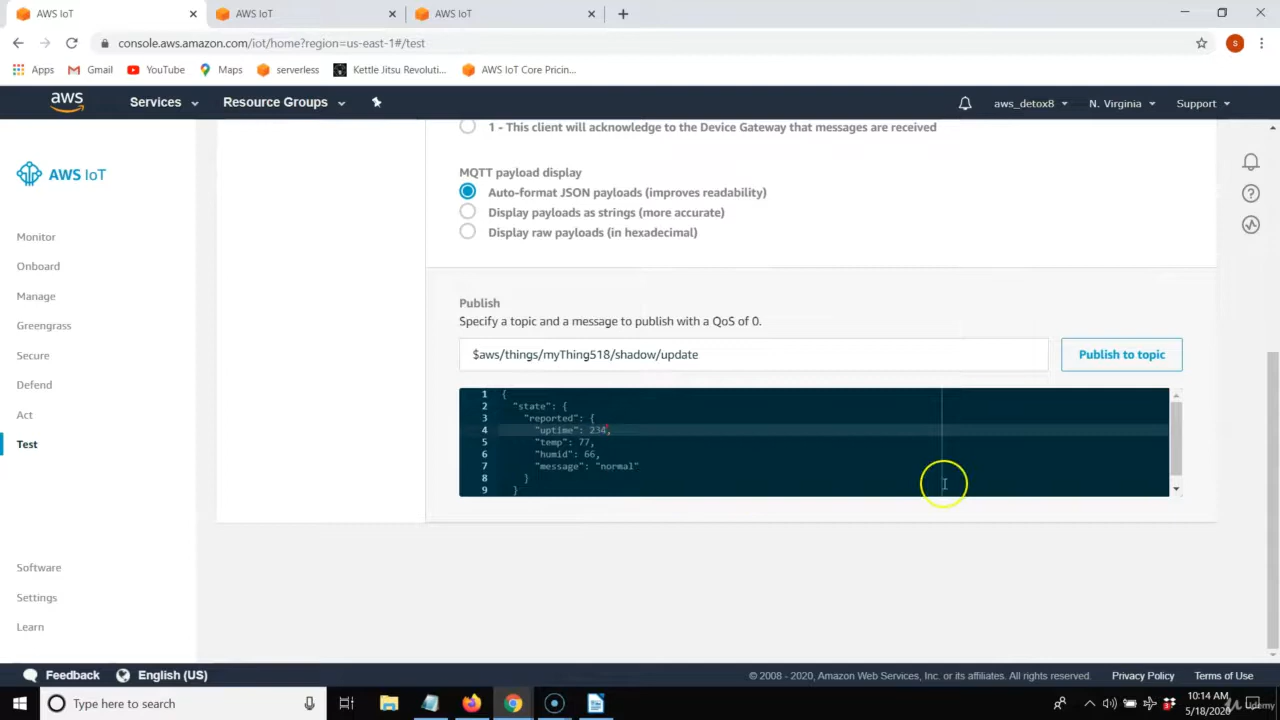 AWS IoT
AWS IoT
AWS IoT
console.aws.amazon.com/iot/home?region=us-east-1#/test
S
Apps
Gmail
YouTube
Maps
serverless
Kettle Jitsu Revoluti...
AWS IoT Core Pricin...
aws
Services
Resource Groups
aws_detox8
N. Virginia
Support
1 - This client will acknowledge to the Device Gateway that messages are received
AWS IoT
MQTT payload display
Auto-format JSON payloads (improves readability)
Display payloads as strings (more accurate)
Display raw payloads (in hexadecimal)
Monitor
Onboard
Manage
Greengrass
Secure
Defend
Act
Test
Software
Settings
Learn
Publish
Specify a topic and a message to publish with a QoS of 0.
$aws/things/myThing518/shadow/update
Publish to topic
1 {
2 "state": {
3 "reported": {
4 "uptime": 234,
5 "temp": 77,
6 "humid": 66,
7 "message": "normal"
8 }
9 }
Feedback
English (US)
© 2008 - 2020, Amazon Web Services, Inc. or its affiliates. All rights reserved.
Privacy Policy
Terms of Use
Type here to search
10:14 AM
5/18/2020
Udemy